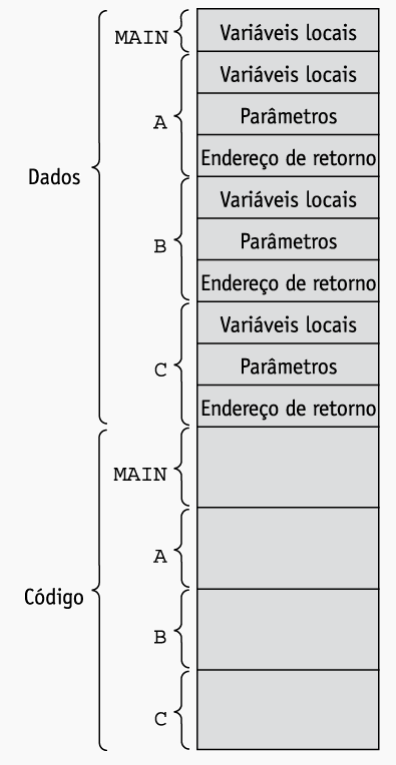 MAIN
Variáveis locais
A
Variáveis locais
Parâmetros
Endereço de retorno
Dados
B
Variáveis locais
Parâmetros
Endereço de retorno
C
Variáveis locais
Parâmetros
Endereço de retorno
Código
MAIN
A
B
C